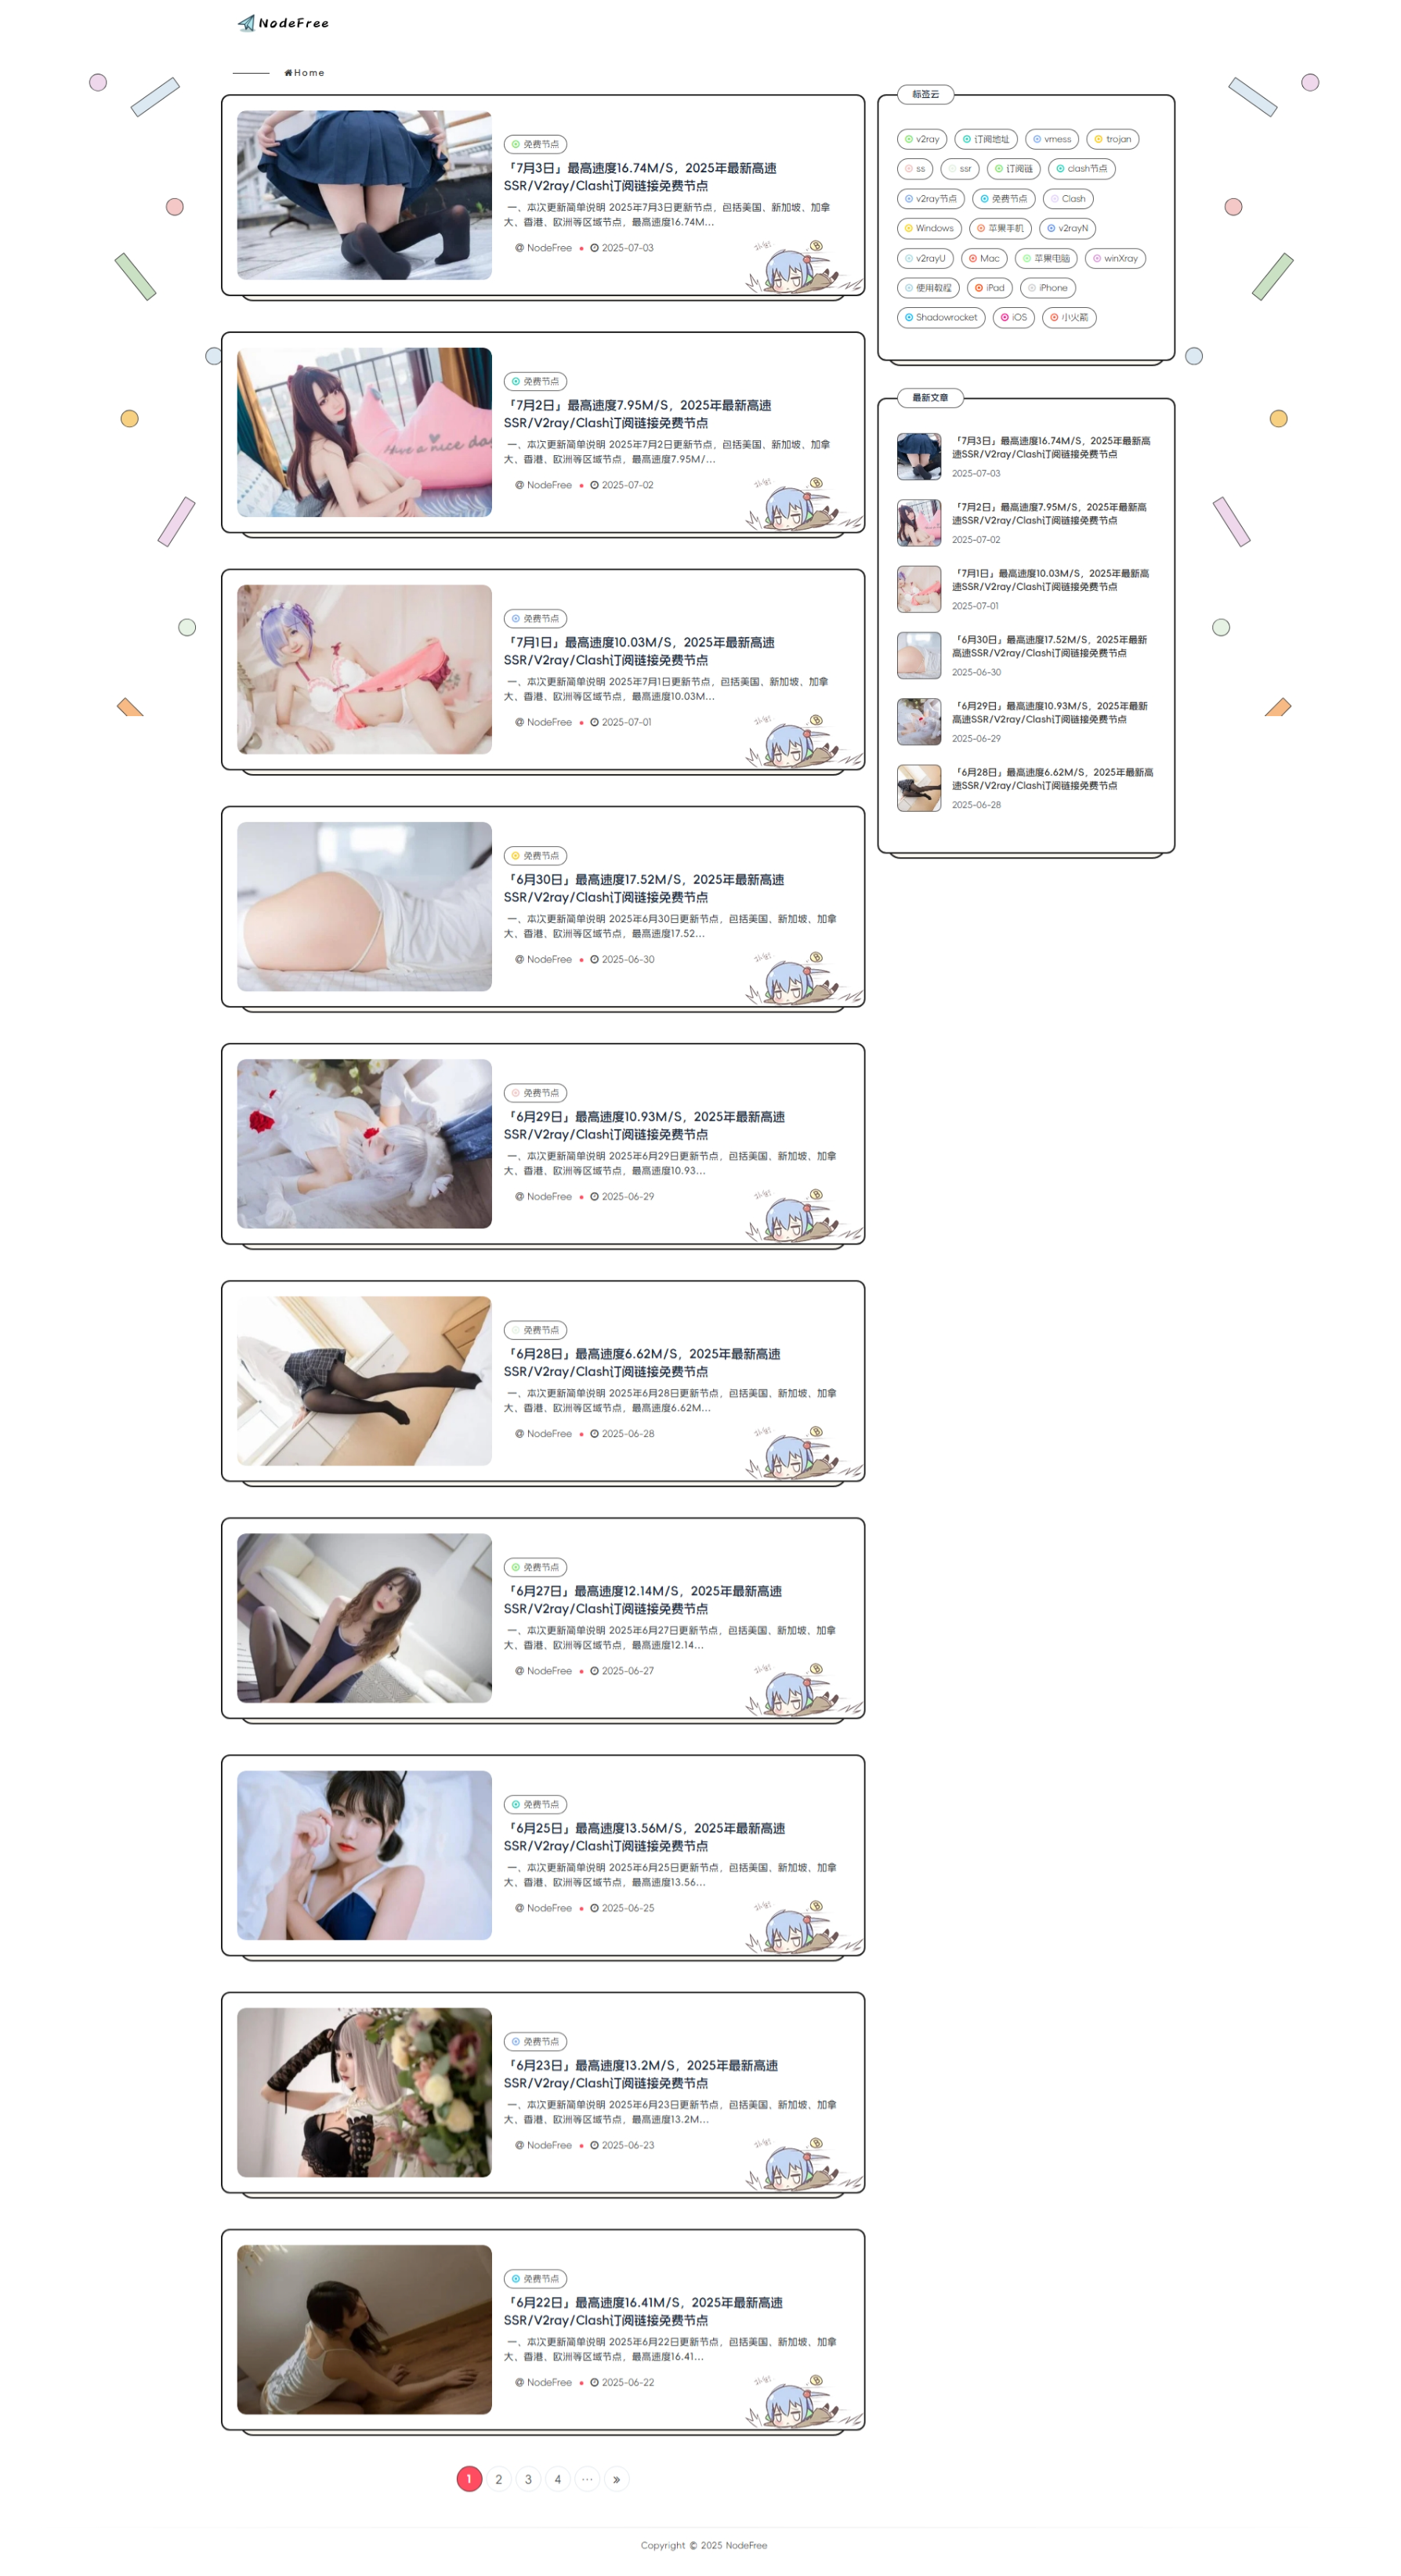 NodeFree
Home
免费节点
「7月3日」最高速度16.74M/S，2025年最新高速
SSR/V2ray/Clash订阅链接免费节点
一、本次更新简单说明 2025年7月3日更新节点，包括美国、新加坡、加拿
大、香港、欧洲等区域节点，最高速度16.74M...
@ NodeFree • 2025-07-03
免费节点
「7月2日」最高速度7.95M/S，2025年最新高速
SSR/V2ray/Clash订阅链接免费节点
一、本次更新简单说明 2025年7月2日更新节点，包括美国、新加坡、加拿
大、香港、欧洲等区域节点，最高速度7.95M/...
@ NodeFree • 2025-07-02
Have a nice day
免费节点
「7月1日」最高速度10.03M/S，2025年最新高速
SSR/V2ray/Clash订阅链接免费节点
一、本次更新简单说明 2025年7月1日更新节点，包括美国、新加坡、加拿
大、香港、欧洲等区域节点，最高速度10.03M...
@ NodeFree • 2025-07-01
免费节点
「6月30日」最高速度17.52M/S，2025年最新高速
SSR/V2ray/Clash订阅链接免费节点
一、本次更新简单说明 2025年6月30日更新节点，包括美国、新加坡、加拿
大、香港、欧洲等区域节点，最高速度17.52...
@ NodeFree • 2025-06-30
免费节点
「6月29日」最高速度10.93M/S，2025年最新高速
SSR/V2ray/Clash订阅链接免费节点
一、本次更新简单说明 2025年6月29日更新节点，包括美国、新加坡、加拿
大、香港、欧洲等区域节点，最高速度10.93...
@ NodeFree • 2025-06-29
免费节点
「6月28日」最高速度6.62M/S，2025年最新高速
SSR/V2ray/Clash订阅链接免费节点
一、本次更新简单说明 2025年6月28日更新节点，包括美国、新加坡、加拿
大、香港、欧洲等区域节点，最高速度6.62M...
@ NodeFree • 2025-06-28
免费节点
「6月27日」最高速度12.14M/S，2025年最新高速
SSR/V2ray/Clash订阅链接免费节点
一、本次更新简单说明 2025年6月27日更新节点，包括美国、新加坡、加拿
大、香港、欧洲等区域节点，最高速度12.14...
@ NodeFree • 2025-06-27
免费节点
「6月25日」最高速度13.56M/S，2025年最新高速
SSR/V2ray/Clash订阅链接免费节点
一、本次更新简单说明 2025年6月25日更新节点，包括美国、新加坡、加拿
大、香港、欧洲等区域节点，最高速度13.56...
@ NodeFree • 2025-06-25
免费节点
「6月23日」最高速度13.2M/S，2025年最新高速
SSR/V2ray/Clash订阅链接免费节点
一、本次更新简单说明 2025年6月23日更新节点，包括美国、新加坡、加拿
大、香港、欧洲等区域节点，最高速度13.2M...
@ NodeFree • 2025-06-23
免费节点
「6月22日」最高速度16.41M/S，2025年最新高速
SSR/V2ray/Clash订阅链接免费节点
一、本次更新简单说明 2025年6月22日更新节点，包括美国、新加坡、加拿
大、香港、欧洲等区域节点，最高速度16.41...
@ NodeFree • 2025-06-22
1 2 3 4 ··· »
标签云
v2ray 订阅地址 vmess trojan
ss ssr 订阅链 clash节点
v2ray节点 免费节点 Clash
Windows 苹果手机 v2rayN
v2rayU Mac 苹果电脑 winXray
使用教程 iPad iPhone
Shadowrocket iOS 小火箭
最新文章
「7月3日」最高速度16.74M/S，2025年最新高
速SSR/V2ray/Clash订阅链接免费节点
2025-07-03
「7月2日」最高速度7.95M/S，2025年最新高
速SSR/V2ray/Clash订阅链接免费节点
2025-07-02
「7月1日」最高速度10.03M/S，2025年最新高
速SSR/V2ray/Clash订阅链接免费节点
2025-07-01
「6月30日」最高速度17.52M/S，2025年最新
高速SSR/V2ray/Clash订阅链接免费节点
2025-06-30
「6月29日」最高速度10.93M/S，2025年最新
高速SSR/V2ray/Clash订阅链接免费节点
2025-06-29
「6月28日」最高速度6.62M/S，2025年最新高
速SSR/V2ray/Clash订阅链接免费节点
2025-06-28
Copyright © 2025 NodeFree